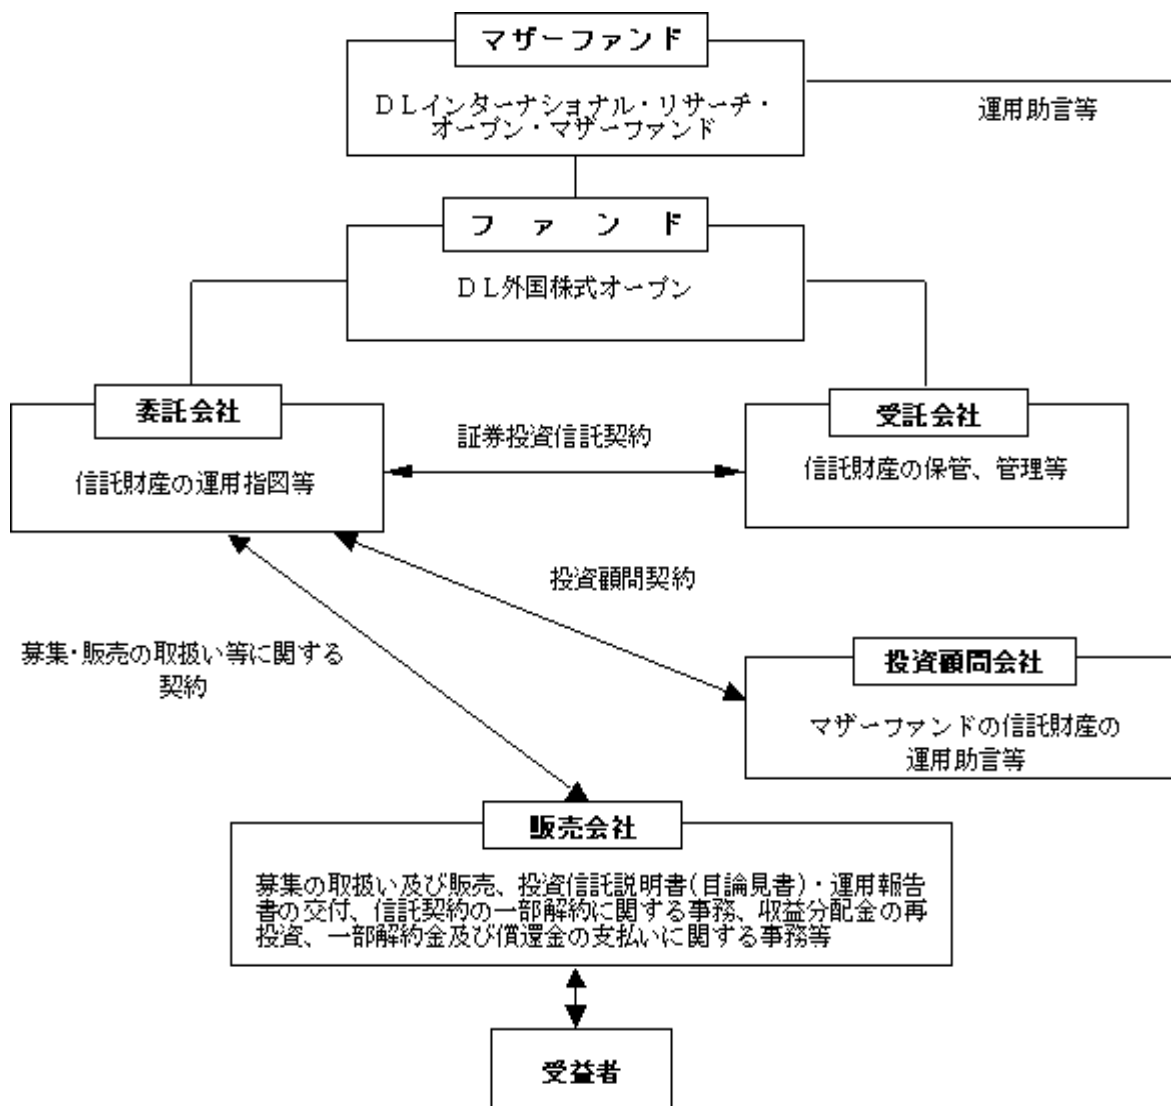 マザーファンド
ＤＬインターナショナル・リサーチ・
オープン・マザーファンド
運用助言等
ファンド
ＤＬ外国株式オープン
委託会社
信託財産の運用指図等
証券投資信託契約
受託会社
信託財産の保管、管理等
投資顧問契約
募集・販売の取扱い等に関する
契約
投資顧問会社
マザーファンドの信託財産の
運用助言等
販売会社
募集の取扱い及び販売、投資信託説明書(目論見書)・運用報告
書の交付、信託契約の一部解約に関する事務、収益分配金の再
投資、一部解約金及び償還金の支払いに関する事務等
受益者